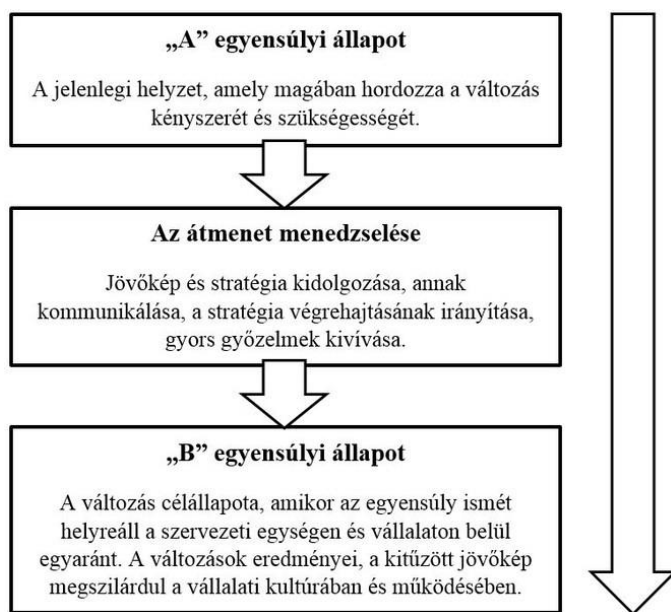 „A” egyensúlyi állapot
A jelenlegi helyzet, amely magában hordozza a változás
kényszerét és szükségességét.
Az átmenet menedzselése
Jövőkép és stratégia kidolgozása, annak
kommunikálása, a stratégia végrehajtásának irányítása,
gyors győzelmek kivívása.
„B” egyensúlyi állapot
A változás célállapota, amikor az egyensúly ismét
helyreáll a szervezeti egységen és vállalaton belül
egyaránt. A változások eredményei, a kitűzött jövőkép
megszilárdul a vállalati kultúrában és működésében.